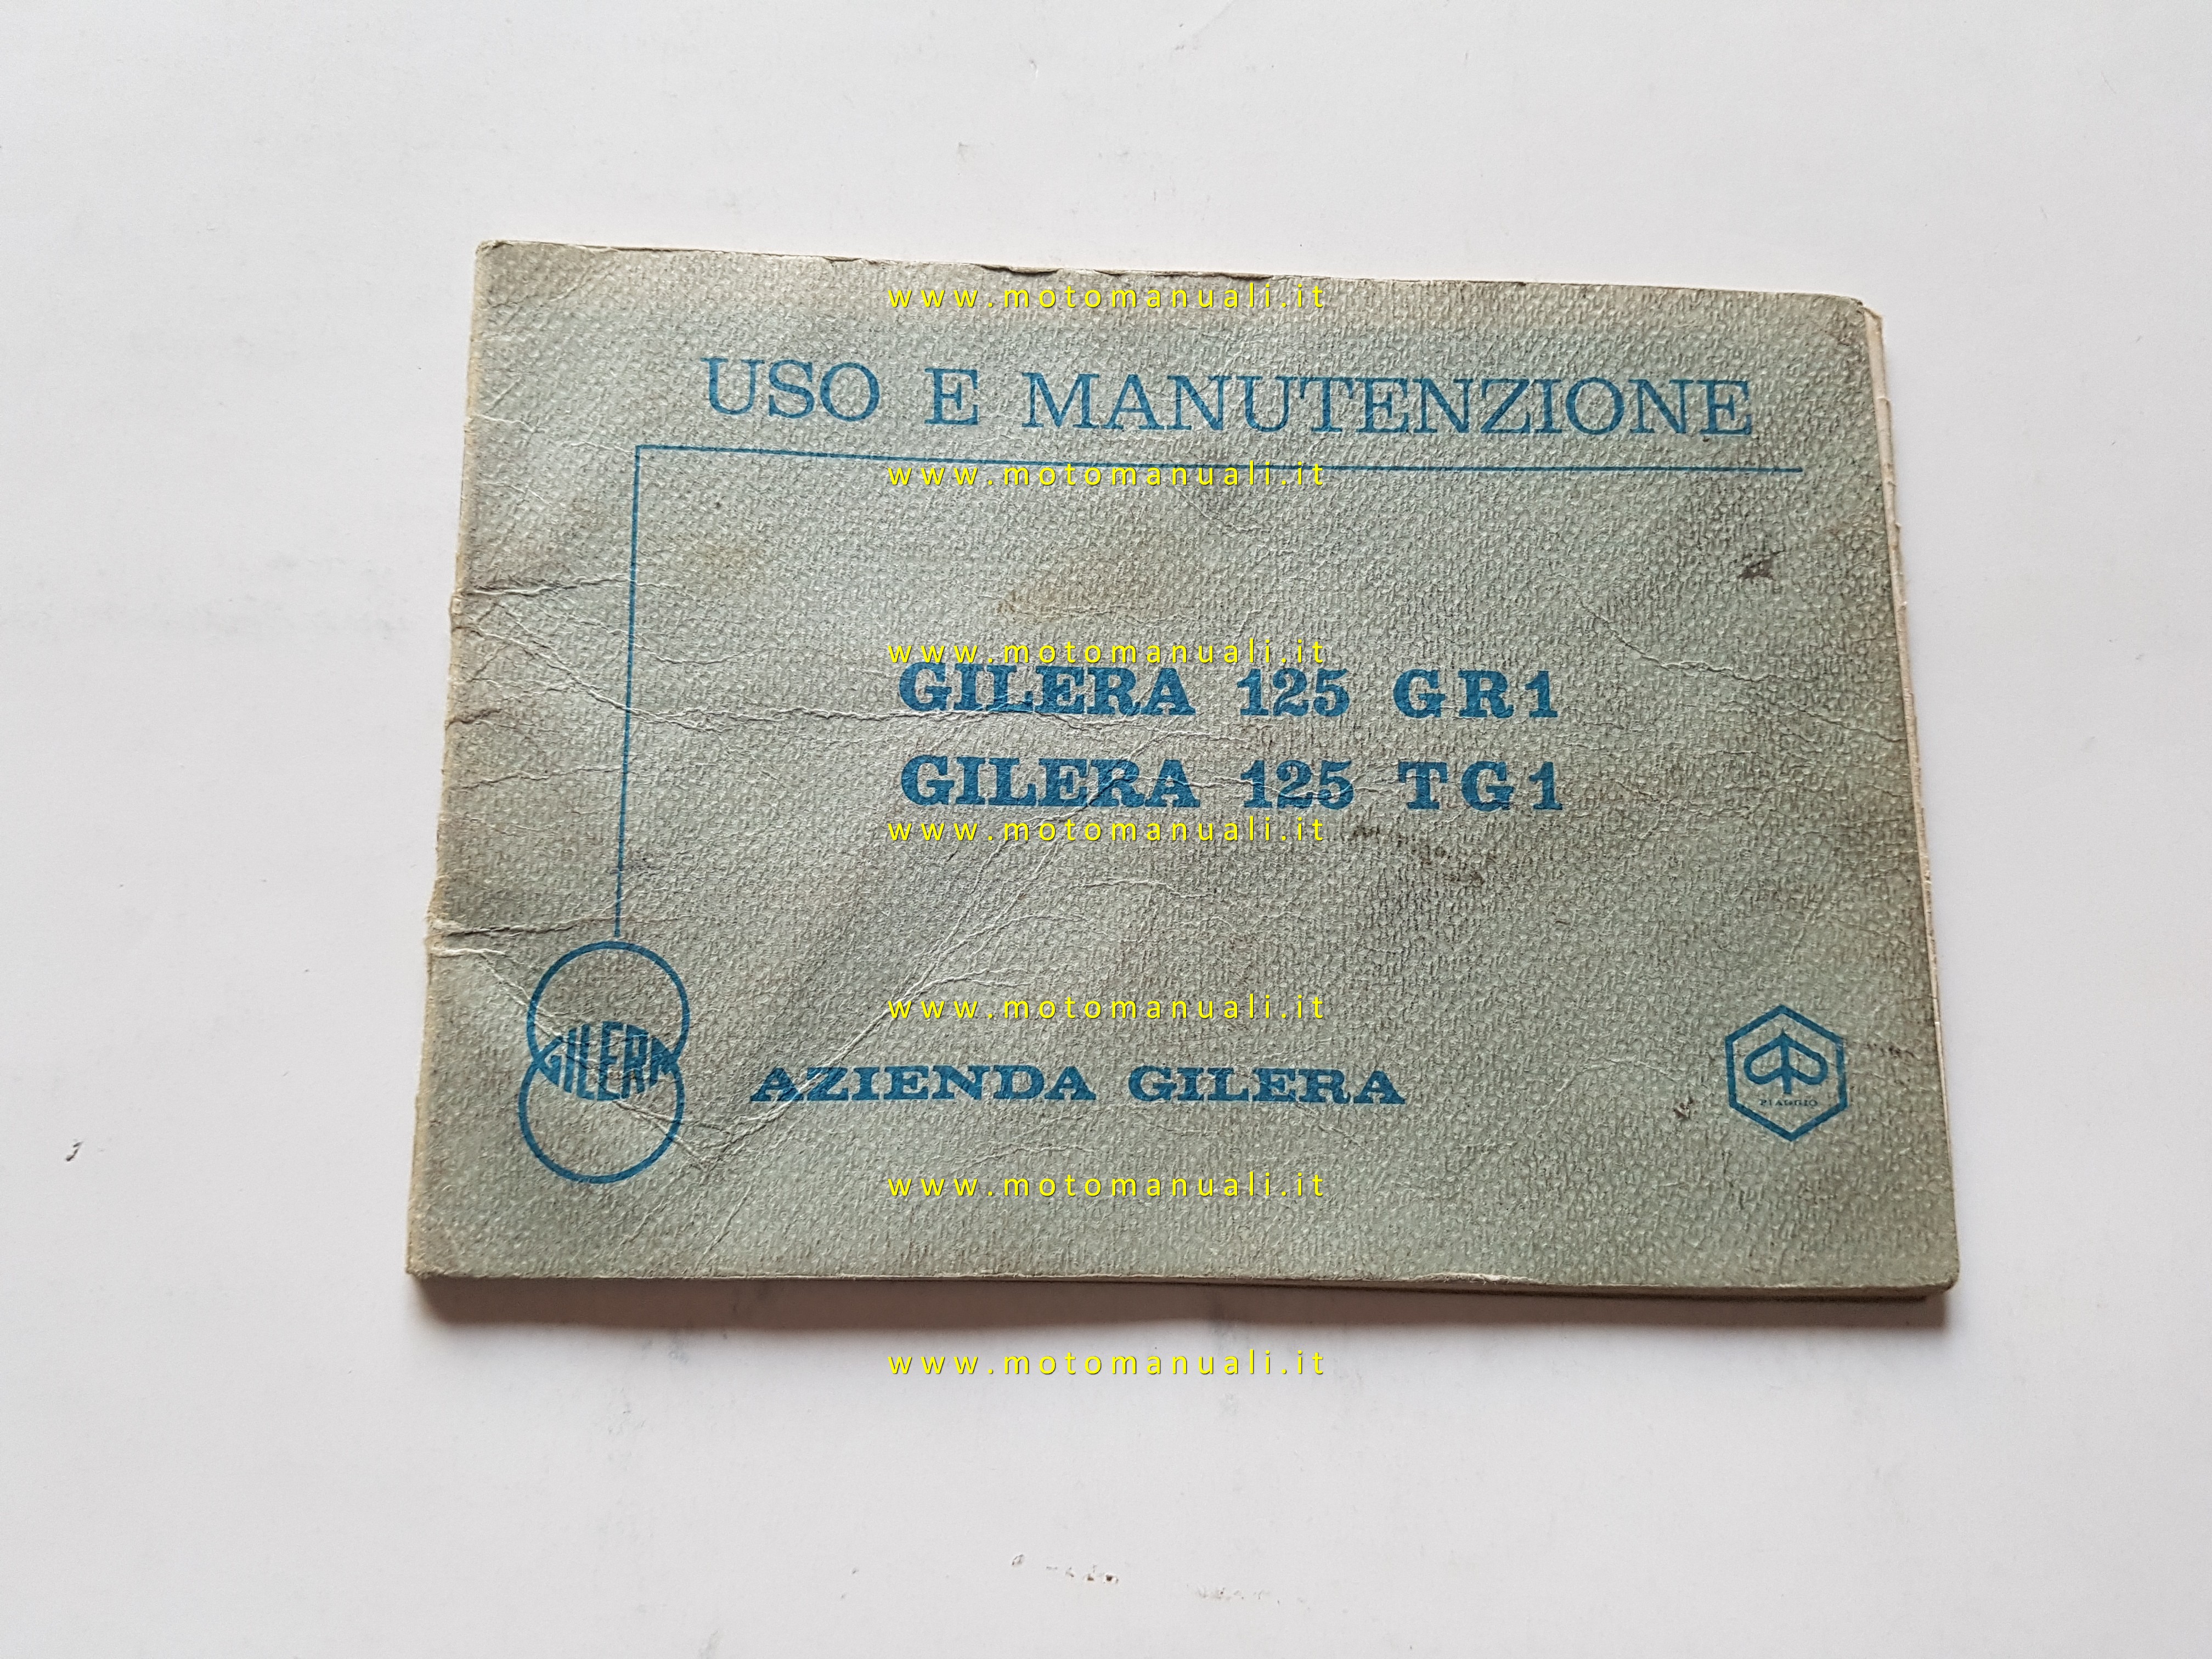 www.motomanuali.it
USO E MANUTENZIONE
www.motomanuali.it
www.motomanuali.it
GILERA 125 GR1
GILERA 125 TG1
www.motomanuali.it
www.motomanuali.it
GILERA
AZIENDA GILERA
PIAGGIO
www.motomanuali.it
www.motomanuali.it